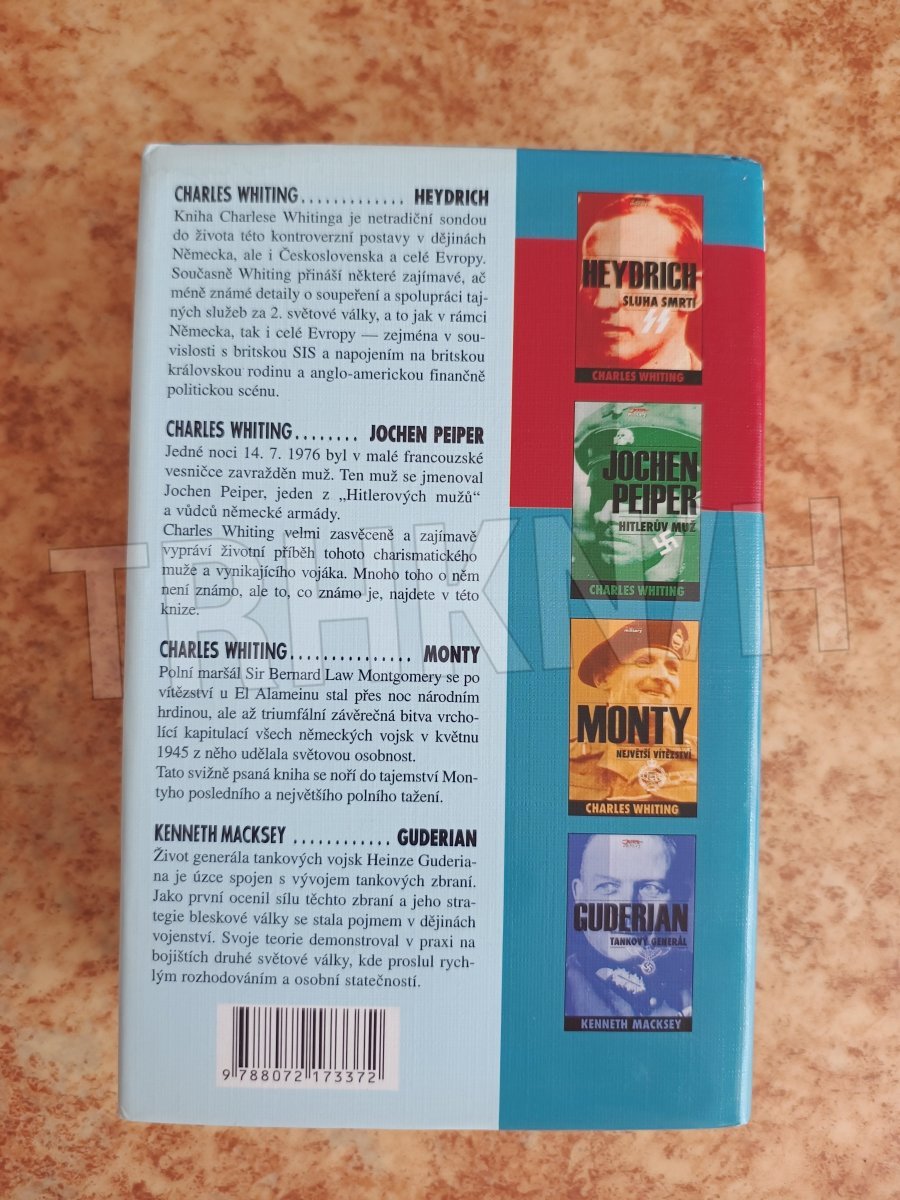 CHARLES WHITING............. HEYDRICH
Kniha Charlese Whitinga je netradiční sondou
do života této kontroverzní postavy v dějinách
Německa, ale i Československa a celé Evropy.
Současně Whiting přináší některé zajímavé, ač
méně známé detaily o soupeření a spolupráci taj-
ných služeb za 2. světové války, a to jak v rámci
Německa, tak i celé Evropy — zejména v sou-
vislosti s britskou SIS a napojením na britskou
královskou rodinu a anglo-americkou finančně
politickou scénu.
CHARLES WHITING........ JOCHEN PEIPER
Jedné noci 14. 7. 1976 byl v malé francouzské
vesničce zavražděn muž. Ten muž se jmenoval
Jochen Peiper, jeden z „Hitlerových mužů“
a vůdců německé armády.
Charles Whiting velmi zasvěceně a zajímavě
vypráví životní příběh tohoto charismatického
muže a vynikajícího vojáka. Mnoho toho o něm
není známo, ale to, co známo je, najdete v této
knize.
CHARLES WHITING............... MONTY
Polní maršál Sir Bernard Law Montgomery se po
vítězství u El Alameinu stal přes noc národním
hrdinou, ale až triumfální závěrečná bitva vrcho-
lící kapitulací všech německých vojsk v květnu
1945 z něho udělala světovou osobnost.
Tato svižně psaná kniha se noří do tajemství Mon-
tyho posledního a největšího polního tažení.
KENNETH MACKSEY ............ GUDERIAN
Život generála tankových vojsk Heinze Guderia-
na je úzce spojen s vývojem tankových zbraní.
Jako první ocenil sílu těchto zbraní a jeho stra-
tegie bleskové války se stala pojmem v dějinách
vojenství. Svoje teorie demonstroval v praxi na
bojištích druhé světové války, kde proslul rych-
lým rozhodováním a osobní statečností.
9 788072 173372
HEYDRICH
SLUHA SMRTI
CHARLES WHITING
JOCHEN
PEIPER
HITLERŮV MUŽ
CHARLES WHITING
MONTY
NEJVĚTŠÍ VÍTĚZSTVÍ
CHARLES WHITING
GUDERIAN
TANKOVÝ GENERÁL
KENNETH MACKSEY
TRHKNIH